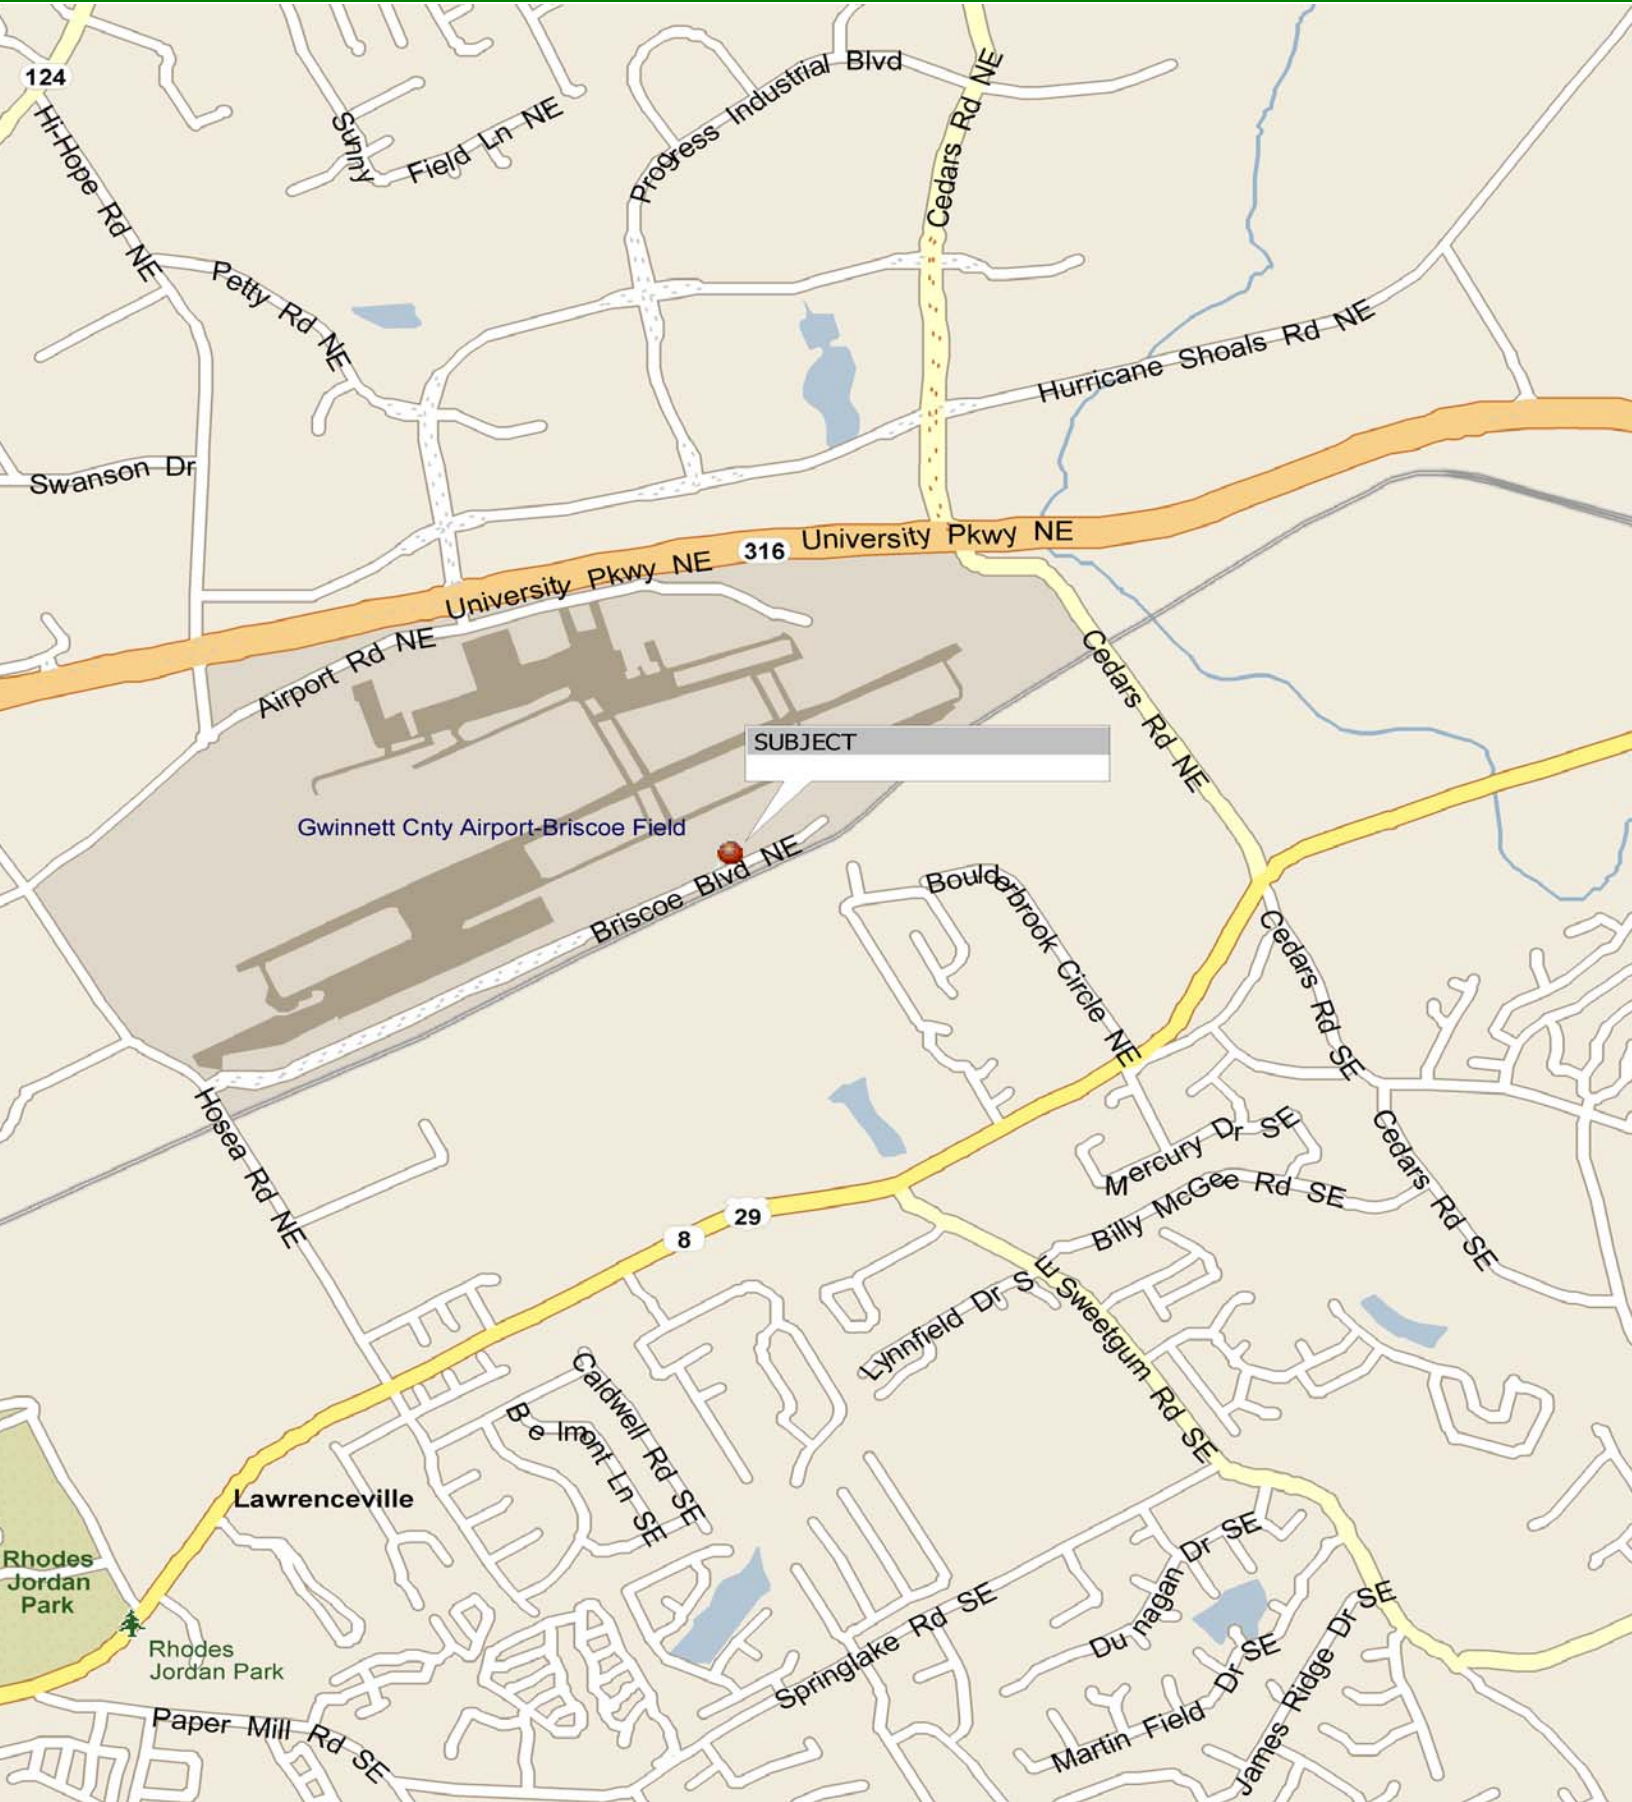 124
Hi-Hope Rd NE
Sunny
Field Ln NE
Progress Industrial Blvd
Cedars Rd NE
Petty Rd NE
Hurricane Shoals Rd NE
Swanson Dr
University Pkwy NE
316
University Pkwy NE
Airport Rd NE
Cedars Rd NE
SUBJECT
Gwinnett Cnty Airport-Briscoe Field
Briscoe Blvd NE
Boulderbrook Circle NE
Cedars Rd SE
Hosea Rd NE
Mercury Dr SE
Cedars Rd SE
Billy McGee Rd SE
29
8
Lynnfield Dr SE
Sweetgum Rd SE
Caldwell Rd SE
Belmont Ln SE
Lawrenceville
Rhodes
Jordan
Park
Rhodes
Jordan Park
Dunagan Dr SE
Springlake Rd SE
Martin Field Dr SE
James Ridge Dr SE
Paper Mill Rd SE